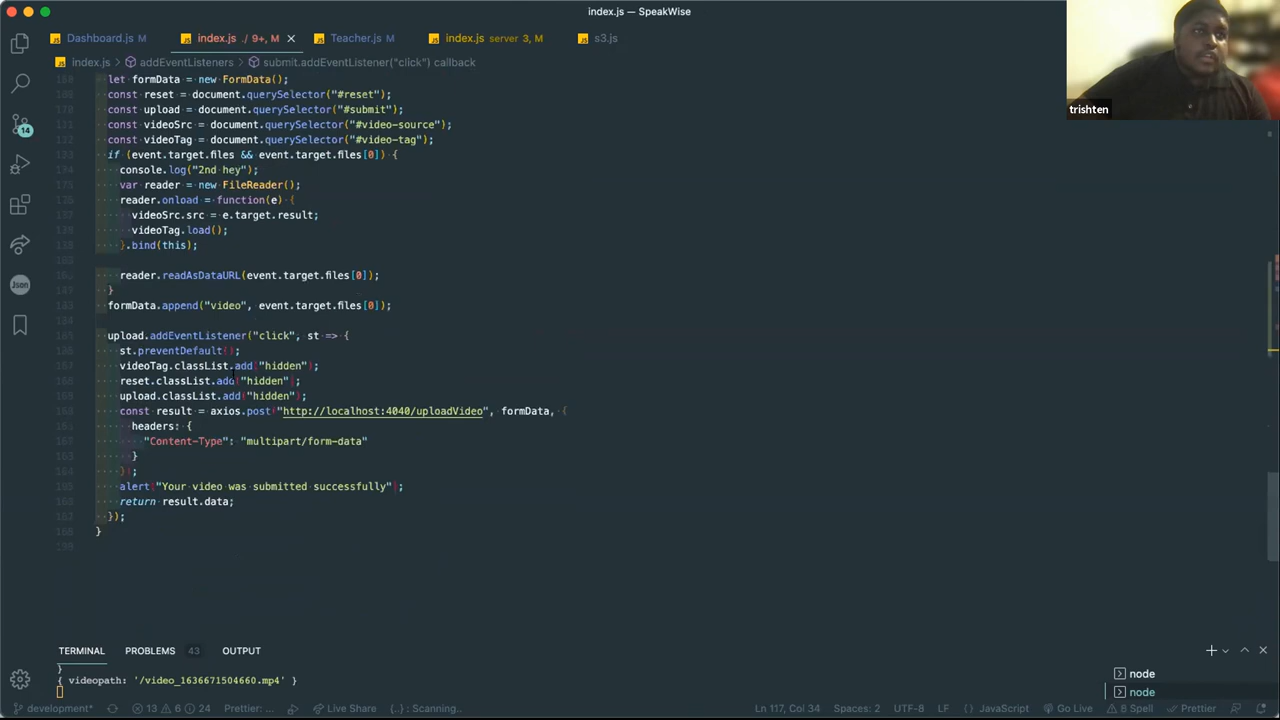 index.js — SpeakWise
Dashboard.js M
index.js ./ 9+, M
Teacher.js M
index.js server 3, M
s3.js
index.js > addEventListeners > submit.addEventListener("click") callback
let formData = new FormData();
const reset = document.querySelector("#reset");
const upload = document.querySelector("#submit");
const videoSrc = document.querySelector("#video-source");
const videoTag = document.querySelector("#video-tag");
if (event.target.files && event.target.files[0]) {
console.log("2nd hey");
var reader = new FileReader();
reader.onload = function(e) {
videoSrc.src = e.target.result;
videoTag.load();
}.bind(this);
reader.readAsDataURL(event.target.files[0]);
}
formData.append("video", event.target.files[0]);
upload.addEventListener("click", st => {
st.preventDefault();
videoTag.classList.add("hidden");
reset.classList.add("hidden");
upload.classList.add("hidden");
const result = axios.post("http://localhost:4040/uploadVideo", formData, {
headers: {
"Content-Type": "multipart/form-data"
}
});
alert("Your video was submitted successfully");
return result.data;
});
}
trishten
14
Json
TERMINAL PROBLEMS 43 OUTPUT
}
{ videopath: '/video_1636671504660.mp4' }
node
node
development* 13 6 24 Prettier: Live Share {..} : Scanning.. Ln 117, Col 34 Spaces: 2 UTF-8 LF JavaScript Go Live 8 Spell Prettier